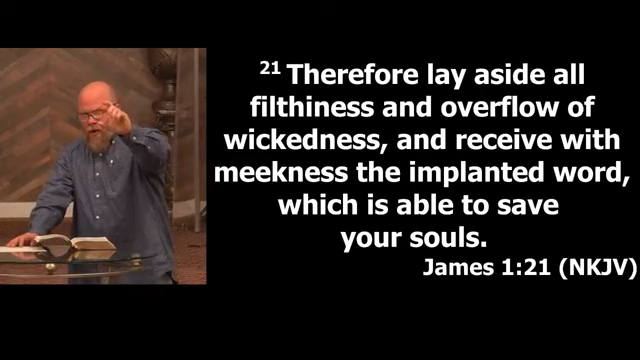 21 Therefore lay aside all
filthiness and overflow of
wickedness, and receive with
meekness the implanted word,
which is able to save
your souls.
James 1:21 (NKJV)